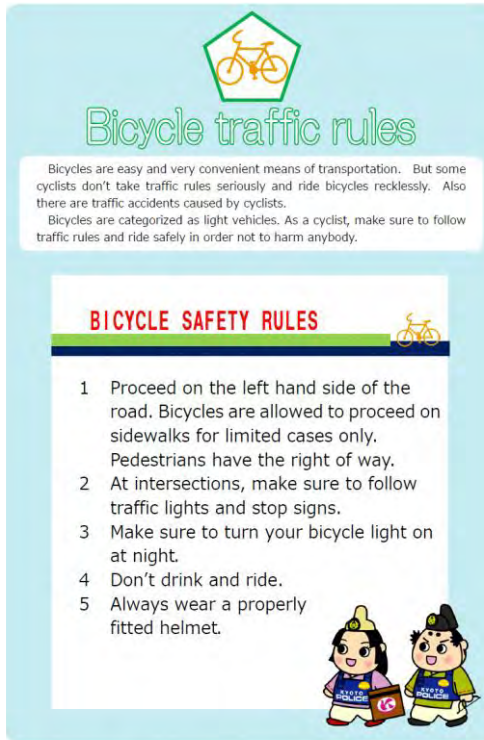 Bicycle traffic rules
Bicycles are easy and very convenient means of transportation.   But some
cyclists don't take traffic rules seriously and ride bicycles recklessly.   Also
there are traffic accidents caused by cyclists.
Bicycles are categorized as light vehicles. As a cyclist, make sure to follow
traffic rules and ride safely in order not to harm anybody.
BICYCLE SAFETY RULES
1 Proceed on the left hand side of the
road. Bicycles are allowed to proceed on
sidewalks for limited cases only.
Pedestrians have the right of way.
2 At intersections, make sure to follow
traffic lights and stop signs.
3 Make sure to turn your bicycle light on
at night.
4 Don't drink and ride.
5 Always wear a properly
fitted helmet.
KYOTO
POLICE
KYOTO
POLICE